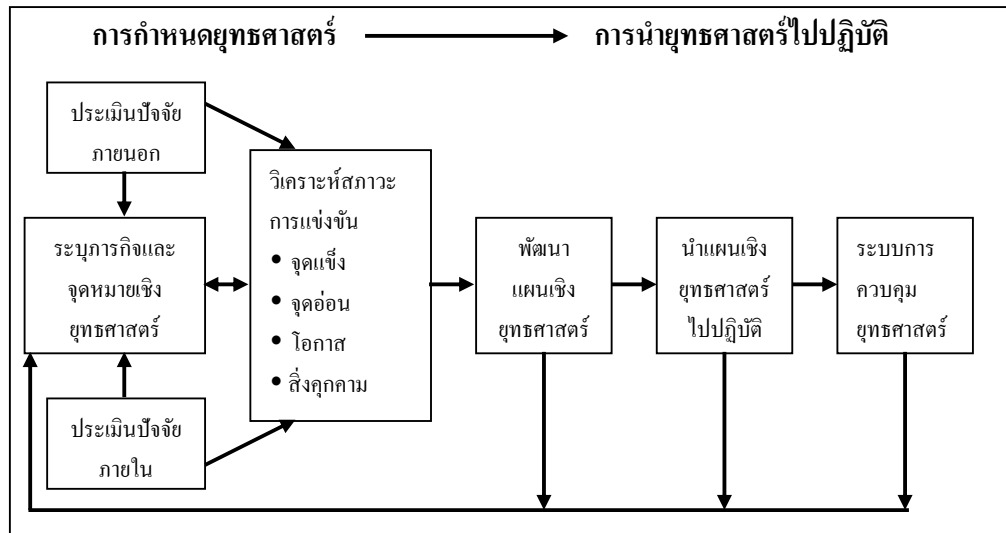 การกำหนดยุทธศาสตร์
การนำยุทธศาสตร์ไปปฏิบัติ
ประเมินปัจจัย
ภายนอก
ระบุภารกิจและ
จุดหมายเชิง
ยุทธศาสตร์
ประเมินปัจจัย
ภายใน
วิเคราะห์สภาวะ
การแข่งขัน
• จุดแข็ง
• จุดอ่อน
• โอกาส
• สิ่งคุกคาม
พัฒนา
แผนเชิง
ยุทธศาสตร์
นำแผนเชิง
ยุทธศาสตร์
ไปปฏิบัติ
ระบบการ
ควบคุม
ยุทธศาสตร์